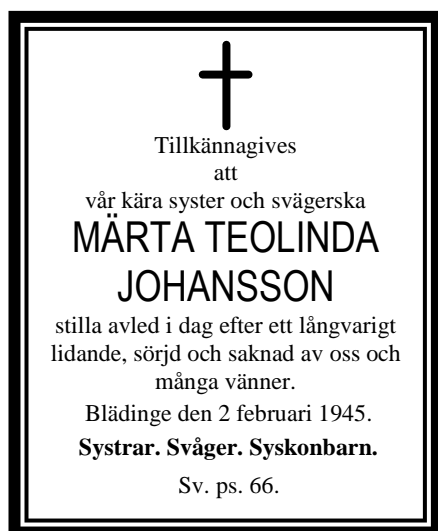 Tillkännagives
att
vår kära syster och svägerska
MÄRTA TEOLINDA
JOHANSSON
stilla avled i dag efter ett långvarigt
lidande, sörjd och saknad av oss och
många vänner.
Blädinge den 2 februari 1945.
Systrar. Svåger. Syskonbarn.
Sv. ps. 66.